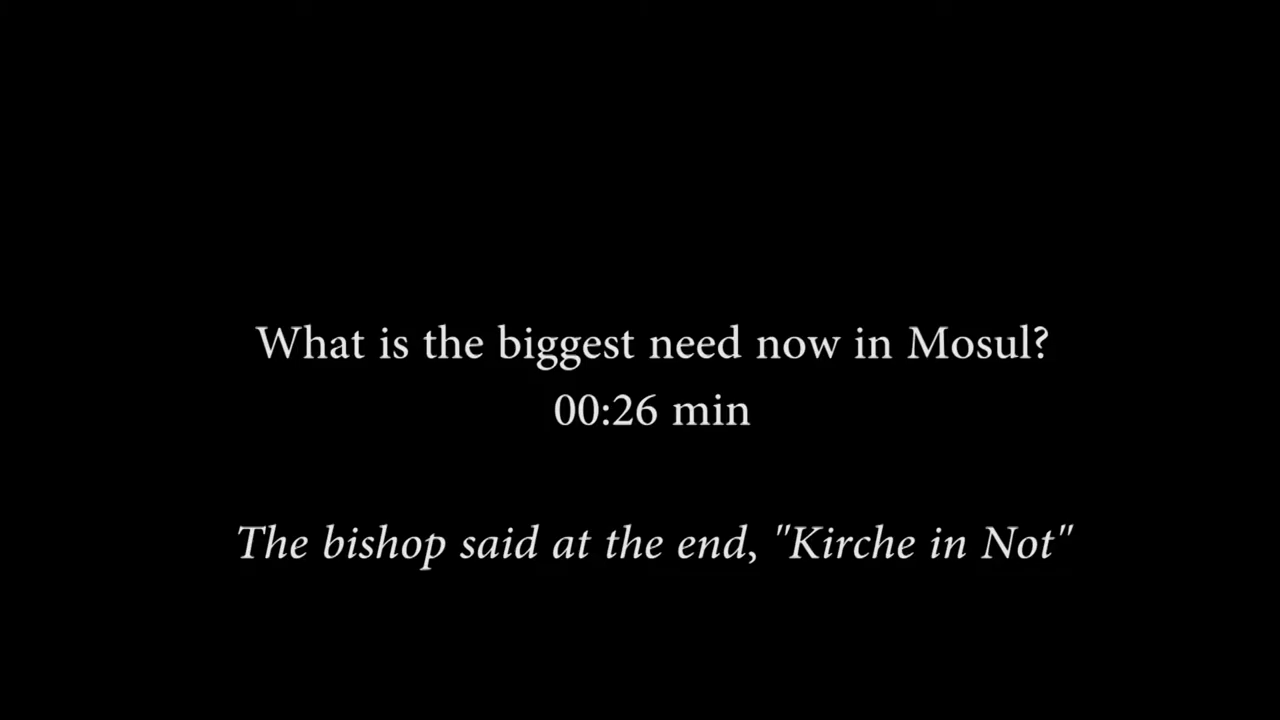 What is the biggest need now in Mosul?
00:26 min
The bishop said at the end, "Kirche in Not"